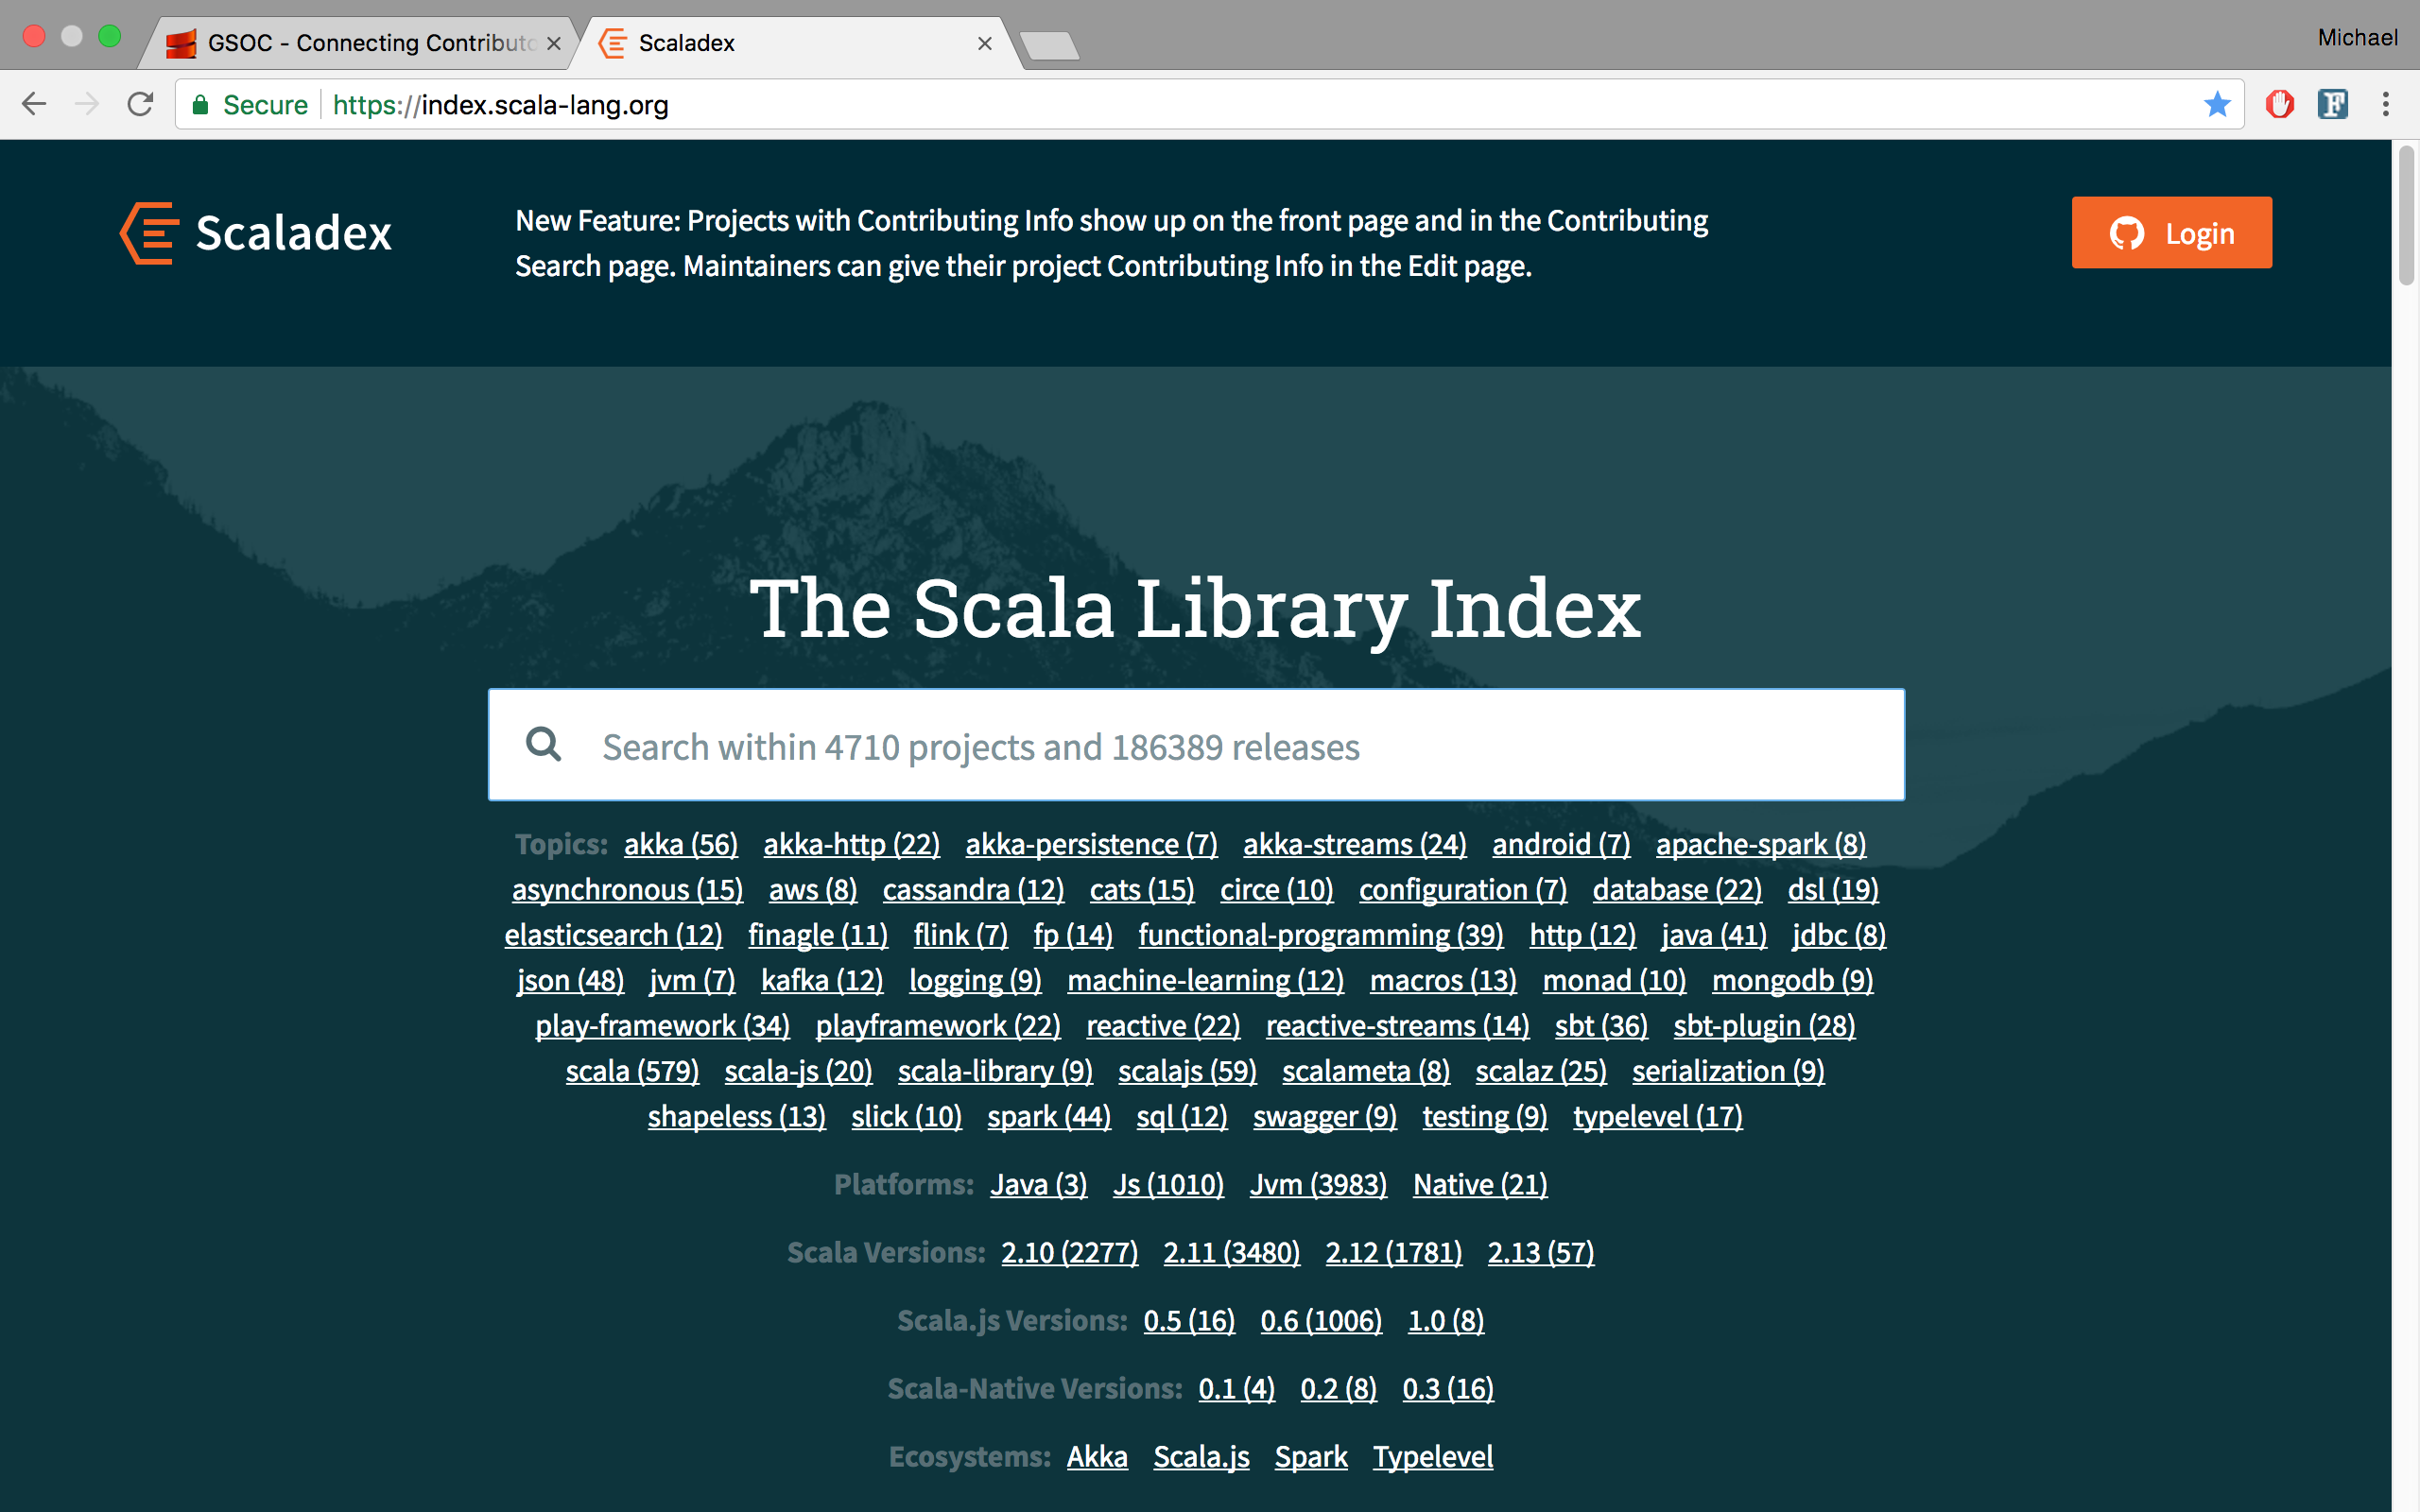 GSOC - Connecting Contributo
Scaladex
Michael
Secure
https://index.scala-lang.org
Scaladex
New Feature: Projects with Contributing Info show up on the front page and in the Contributing
Search page. Maintainers can give their project Contributing Info in the Edit page.
Login
The Scala Library Index
Search within 4710 projects and 186389 releases
Topics: akka (56) akka-http (22) akka-persistence (7) akka-streams (24) android (7) apache-spark (8)
asynchronous (15) aws (8) cassandra (12) cats (15) circe (10) configuration (7) database (22) dsl (19)
elasticsearch (12) finagle (11) flink (7) fp (14) functional-programming (39) http (12) java (41) jdbc (8)
json (48) jvm (7) kafka (12) logging (9) machine-learning (12) macros (13) monad (10) mongodb (9)
play-framework (34) playframework (22) reactive (22) reactive-streams (14) sbt (36) sbt-plugin (28)
scala (579) scala-js (20) scala-library (9) scalajs (59) scalameta (8) scalaz (25) serialization (9)
shapeless (13) slick (10) spark (44) sql (12) swagger (9) testing (9) typelevel (17)
Platforms: Java (3) Js (1010) Jvm (3983) Native (21)
Scala Versions: 2.10 (2277) 2.11 (3480) 2.12 (1781) 2.13 (57)
Scala.js Versions: 0.5 (16) 0.6 (1006) 1.0 (8)
Scala-Native Versions: 0.1 (4) 0.2 (8) 0.3 (16)
Ecosystems: Akka Scala.js Spark Typelevel